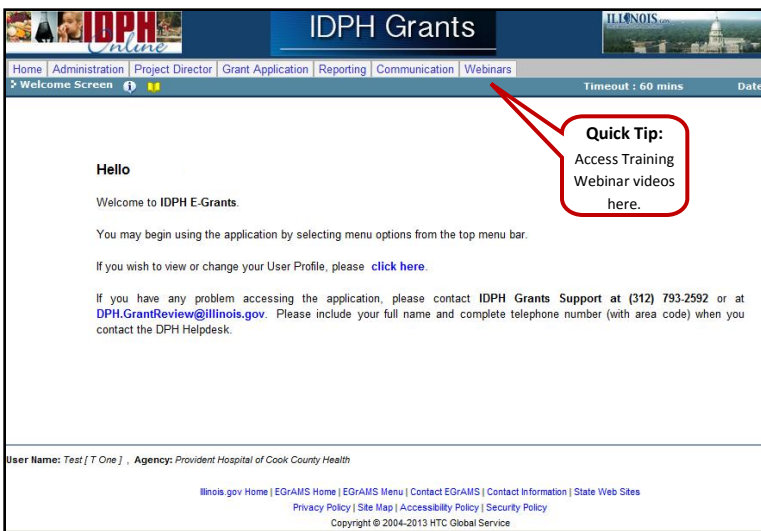 IDPH
Online
IDPH Grants
ILLINOIS.gov
Home Administration Project Director Grant Application Reporting Communication Webinars
Welcome Screen Timeout : 60 mins Date
Quick Tip:
Access Training
Webinar videos
here.
Hello
Welcome to IDPH E-Grants.
You may begin using the application by selecting menu options from the top menu bar.
If you wish to view or change your User Profile, please click here.
If you have any problem accessing the application, please contact IDPH Grants Support at (312) 793-2592 or at
DPH.GrantReview@illinois.gov. Please include your full name and complete telephone number (with area code) when you
contact the DPH Helpdesk.
User Name: Test [ T One ] , Agency: Provident Hospital of Cook County Health
Illinois.gov Home | EGrAMS Home | EGrAMS Menu | Contact EGrAMS | Contact Information | State Web Sites
Privacy Policy | Site Map | Accessibility Policy | Security Policy
Copyright © 2004-2013 HTC Global Service